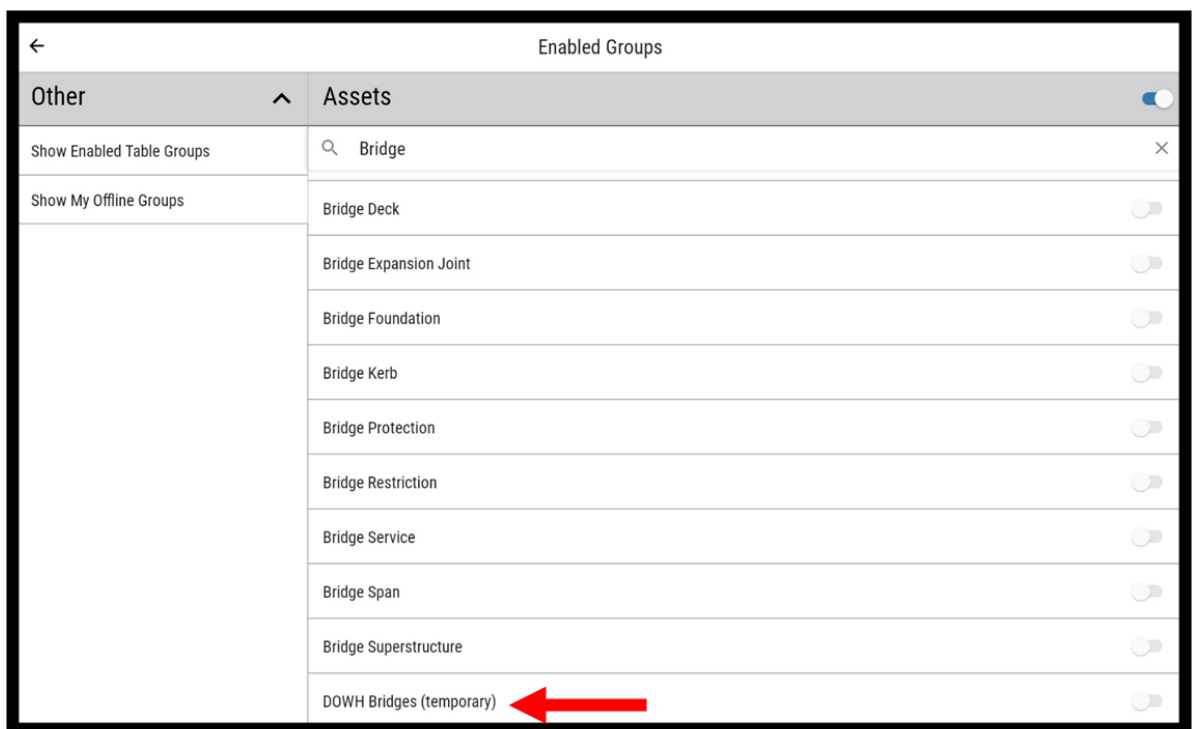 Enabled Groups
Other
Assets
Show Enabled Table Groups
Bridge
Show My Offline Groups
Bridge Deck
Bridge Expansion Joint
Bridge Foundation
Bridge Kerb
Bridge Protection
Bridge Restriction
Bridge Service
Bridge Span
Bridge Superstructure
DOWH Bridges (temporary)